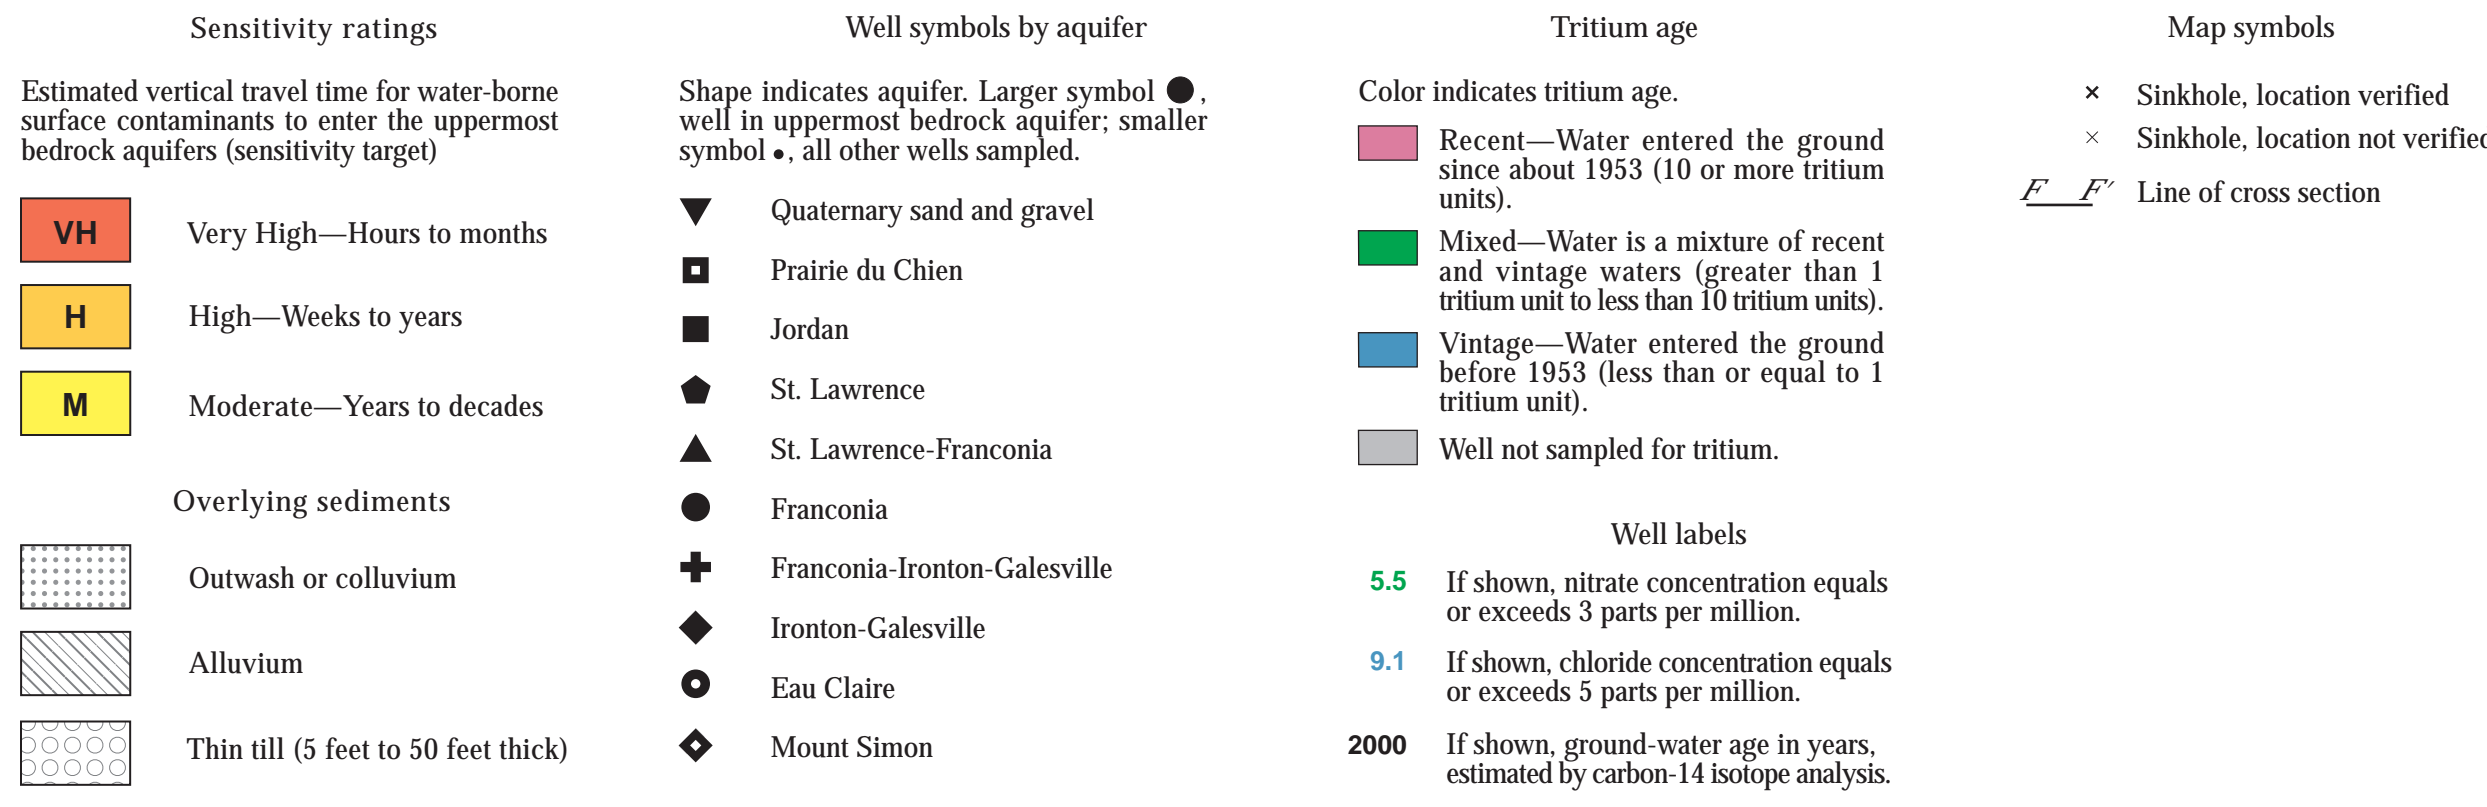 Sensitivity ratings
Estimated vertical travel time for water-borne
surface contaminants to enter the uppermost
bedrock aquifers (sensitivity target)
VH
Very High—Hours to months
H
High—Weeks to years
M
Moderate—Years to decades
Overlying sediments
Outwash or colluvium
Alluvium
Thin till (5 feet to 50 feet thick)
Well symbols by aquifer
Shape indicates aquifer. Larger symbol ●,
well in uppermost bedrock aquifer; smaller
symbol •, all other wells sampled.
Quaternary sand and gravel
Prairie du Chien
Jordan
St. Lawrence
St. Lawrence-Franconia
Franconia
Franconia-Ironton-Galesville
Ironton-Galesville
Eau Claire
Mount Simon
Tritium age
Color indicates tritium age.
Recent—Water entered the ground
since about 1953 (10 or more tritium
units).
Mixed—Water is a mixture of recent
and vintage waters (greater than 1
tritium unit to less than 10 tritium units).
Vintage—Water entered the ground
before 1953 (less than or equal to 1
tritium unit).
Well not sampled for tritium.
Well labels
5.5
If shown, nitrate concentration equals
or exceeds 3 parts per million.
9.1
If shown, chloride concentration equals
or exceeds 5 parts per million.
2000
If shown, ground-water age in years,
estimated by carbon-14 isotope analysis.
Map symbols
Sinkhole, location verified
Sinkhole, location not verified
F F′ Line of cross section